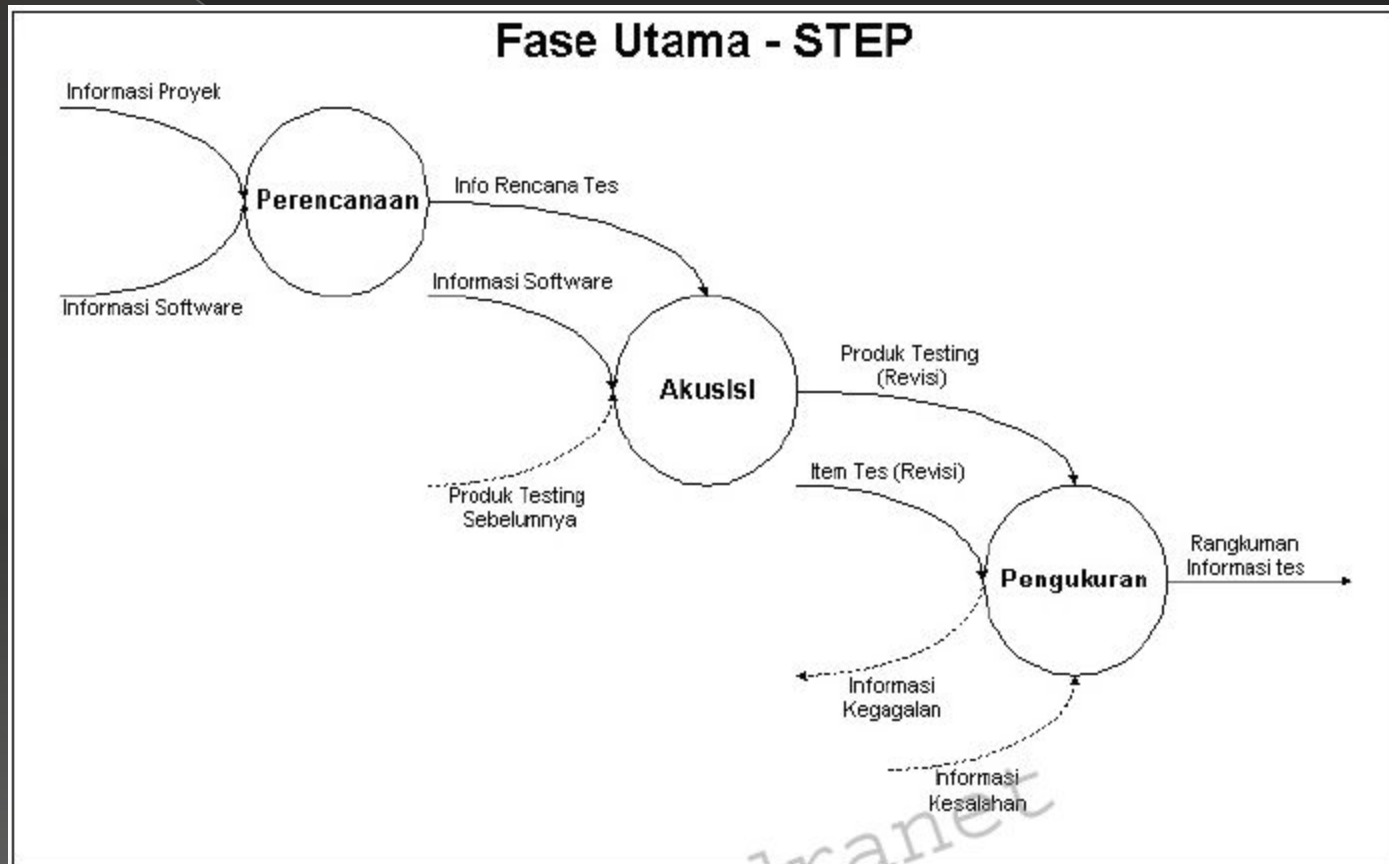 Fase Utama - STEP
Informasi Proyek
Perencanaan
Info Rencana Tes
Informasi Software
Informasi Software
Akusisi
Produk Testing
(Revisi)
Produk Testing
Sebelumnya
Item Tes (Revisi)
Pengukuran
Rangkuman
Informasi tes
Informasi
Kegagalan
Informasi
Kesalahan